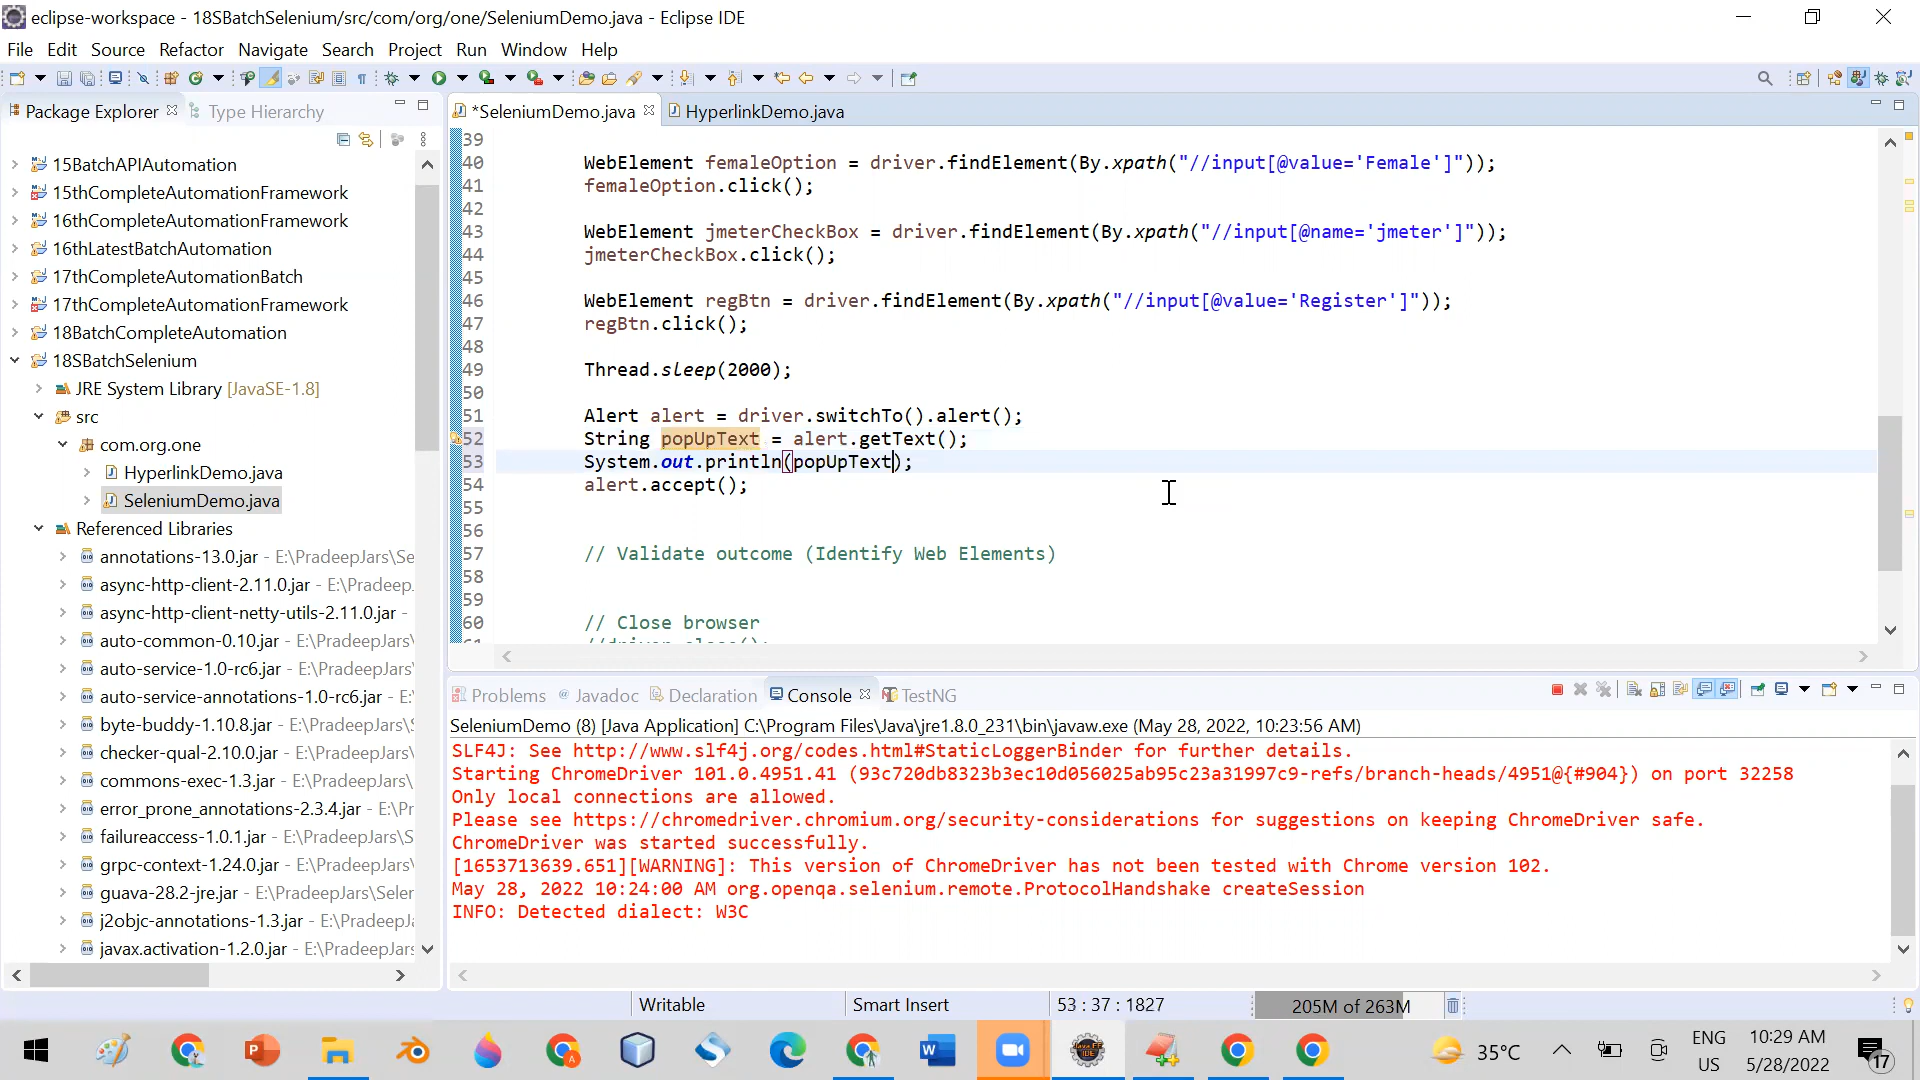 eclipse-workspace - 18SBatchSelenium/src/com/org/one/SeleniumDemo.java - Eclipse IDE
File Edit Source Refactor Navigate Search Project Run Window Help
Package Explorer Type Hierarchy
15BatchAPIAutomation
15thCompleteAutomationFramework
16thCompleteAutomationFramework
16thLatestBatchAutomation
17thCompleteAutomationBatch
17thCompleteAutomationFramework
18BatchCompleteAutomation
18SBatchSelenium
JRE System Library [JavaSE-1.8]
src
com.org.one
HyperlinkDemo.java
SeleniumDemo.java
Referenced Libraries
annotations-13.0.jar - E:\PradeepJars\Se
async-http-client-2.11.0.jar - E:\Pradeep.
async-http-client-netty-utils-2.11.0.jar -
auto-common-0.10.jar - E:\PradeepJars\
auto-service-1.0-rc6.jar - E:\PradeepJars\
auto-service-annotations-1.0-rc6.jar - E:
byte-buddy-1.10.8.jar - E:\PradeepJars\
checker-qual-2.10.0.jar - E:\PradeepJars\
commons-exec-1.3.jar - E:\PradeepJars\
error_prone_annotations-2.3.4.jar - E:\P
failureaccess-1.0.1.jar - E:\PradeepJars\S
grpc-context-1.24.0.jar - E:\PradeepJars\
guava-28.2-jre.jar - E:\PradeepJars\Seler
j2objc-annotations-1.3.jar - E:\PradeepJ
javax.activation-1.2.0.jar - E:\PradeepJars
*SeleniumDemo.java HyperlinkDemo.java
39
40 WebElement femaleOption = driver.findElement(By.xpath("//input[@value='Female']"));
41 femaleOption.click();
42
43 WebElement jmeterCheckBox = driver.findElement(By.xpath("//input[@name='jmeter']"));
44 jmeterCheckBox.click();
45
46 WebElement regBtn = driver.findElement(By.xpath("//input[@value='Register']"));
47 regBtn.click();
48
49 Thread.sleep(2000);
50
51 Alert alert = driver.switchTo().alert();
52 String popUpText = alert.getText();
53 System.out.println(popUpText);
54 alert.accept();
55
56
57 // Validate outcome (Identify Web Elements)
58
59
60 // Close browser
61 //driver.close();
Problems Javadoc Declaration Console TestNG
SeleniumDemo (8) [Java Application] C:\Program Files\Java\jre1.8.0_231\bin\javaw.exe (May 28, 2022, 10:23:56 AM)
SLF4J: See http://www.slf4j.org/codes.html#StaticLoggerBinder for further details.
Starting ChromeDriver 101.0.4951.41 (93c720db8323b3ec10d056025ab95c23a31997c9-refs/branch-heads/4951@{#904}) on port 32258
Only local connections are allowed.
Please see https://chromedriver.chromium.org/security-considerations for suggestions on keeping ChromeDriver safe.
ChromeDriver was started successfully.
[1653713639.651][WARNING]: This version of ChromeDriver has not been tested with Chrome version 102.
May 28, 2022 10:24:00 AM org.openqa.selenium.remote.ProtocolHandshake createSession
INFO: Detected dialect: W3C
Writable Smart Insert 53 : 37 : 1827 205M of 263M
35°C ENG US 10:29 AM 5/28/2022 17